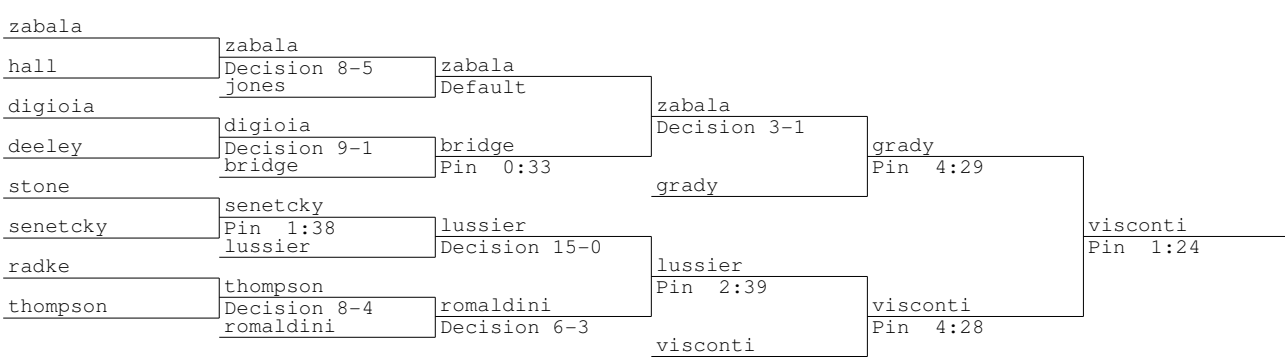 zabala
hall
digioia
deeley
stone
senetcky
radke
thompson
zabala
Decision 8-5
jones
digioia
Decision 9-1
bridge
senetcky
Pin 1:38
lussier
thompson
Decision 8-4
romaldini
zabala
Default
bridge
Pin 0:33
lussier
Decision 15-0
romaldini
Decision 6-3
zabala
Decision 3-1
grady
lussier
Pin 2:39
visconti
grady
Pin 4:29
visconti
Pin 4:28
visconti
Pin 1:24